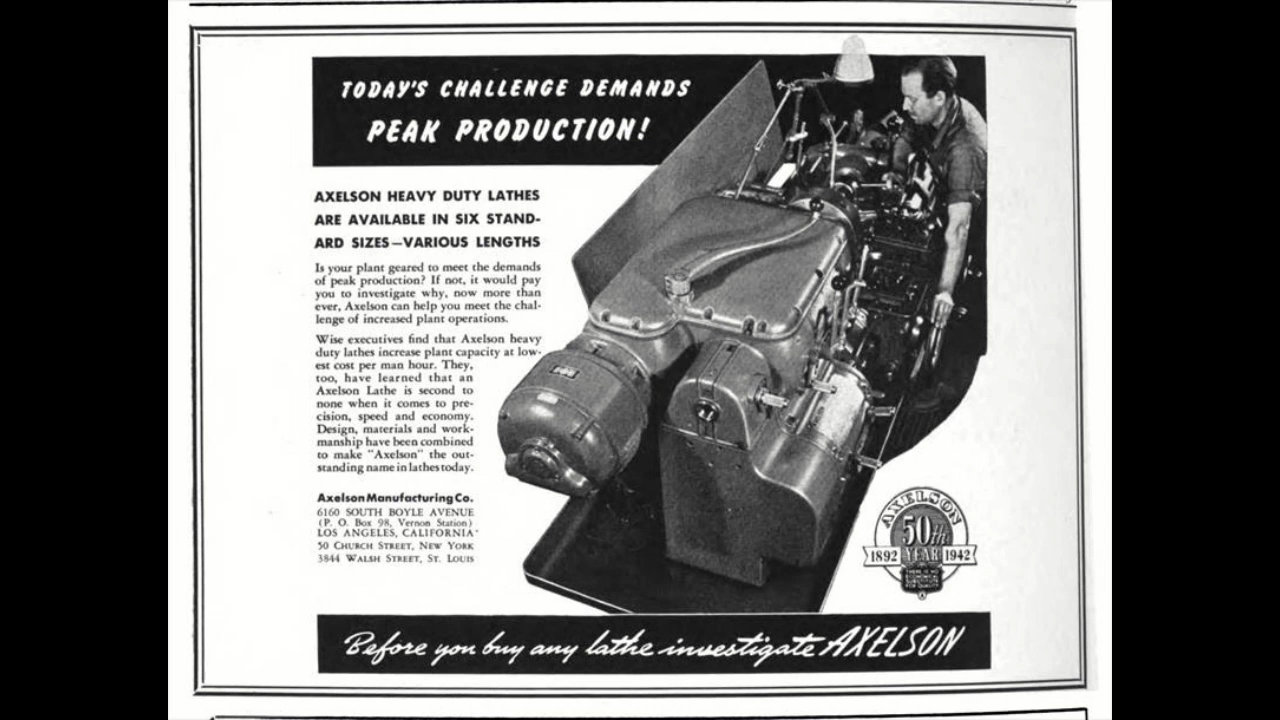 TODAY'S CHALLENGE DEMANDS
PEAK PRODUCTION!
AXELSON HEAVY DUTY LATHES
ARE AVAILABLE IN SIX STAND-
ARD SIZES—VARIOUS LENGTHS
Is your plant geared to meet the demands
of peak production? If not, it would pay
you to investigate why, now more than
ever, Axelson can help you meet the chal-
lenge of increased plant operations.
Wise executives find that Axelson heavy
duty lathes increase plant capacity at low-
est cost per man hour. They,
too, have learned that an
Axelson Lathe is second to
none when it comes to pre-
cision, speed and economy.
Design, materials and work-
manship have been combined
to make "Axelson" the out-
standing name in lathes today.
Axelson Manufacturing Co.
6160 SOUTH BOYLE AVENUE
(P. O. Box 98, Vernon Station)
LOS ANGELES, CALIFORNIA
50 CHURCH STREET, NEW YORK
3844 WALSH STREET, ST. LOUIS
AXELSON
50th
1892 YEAR 1942
THERE IS NO
ECONOMICAL
SUBSTITUTE
FOR QUALITY
Before you buy any lathe investigate AXELSON